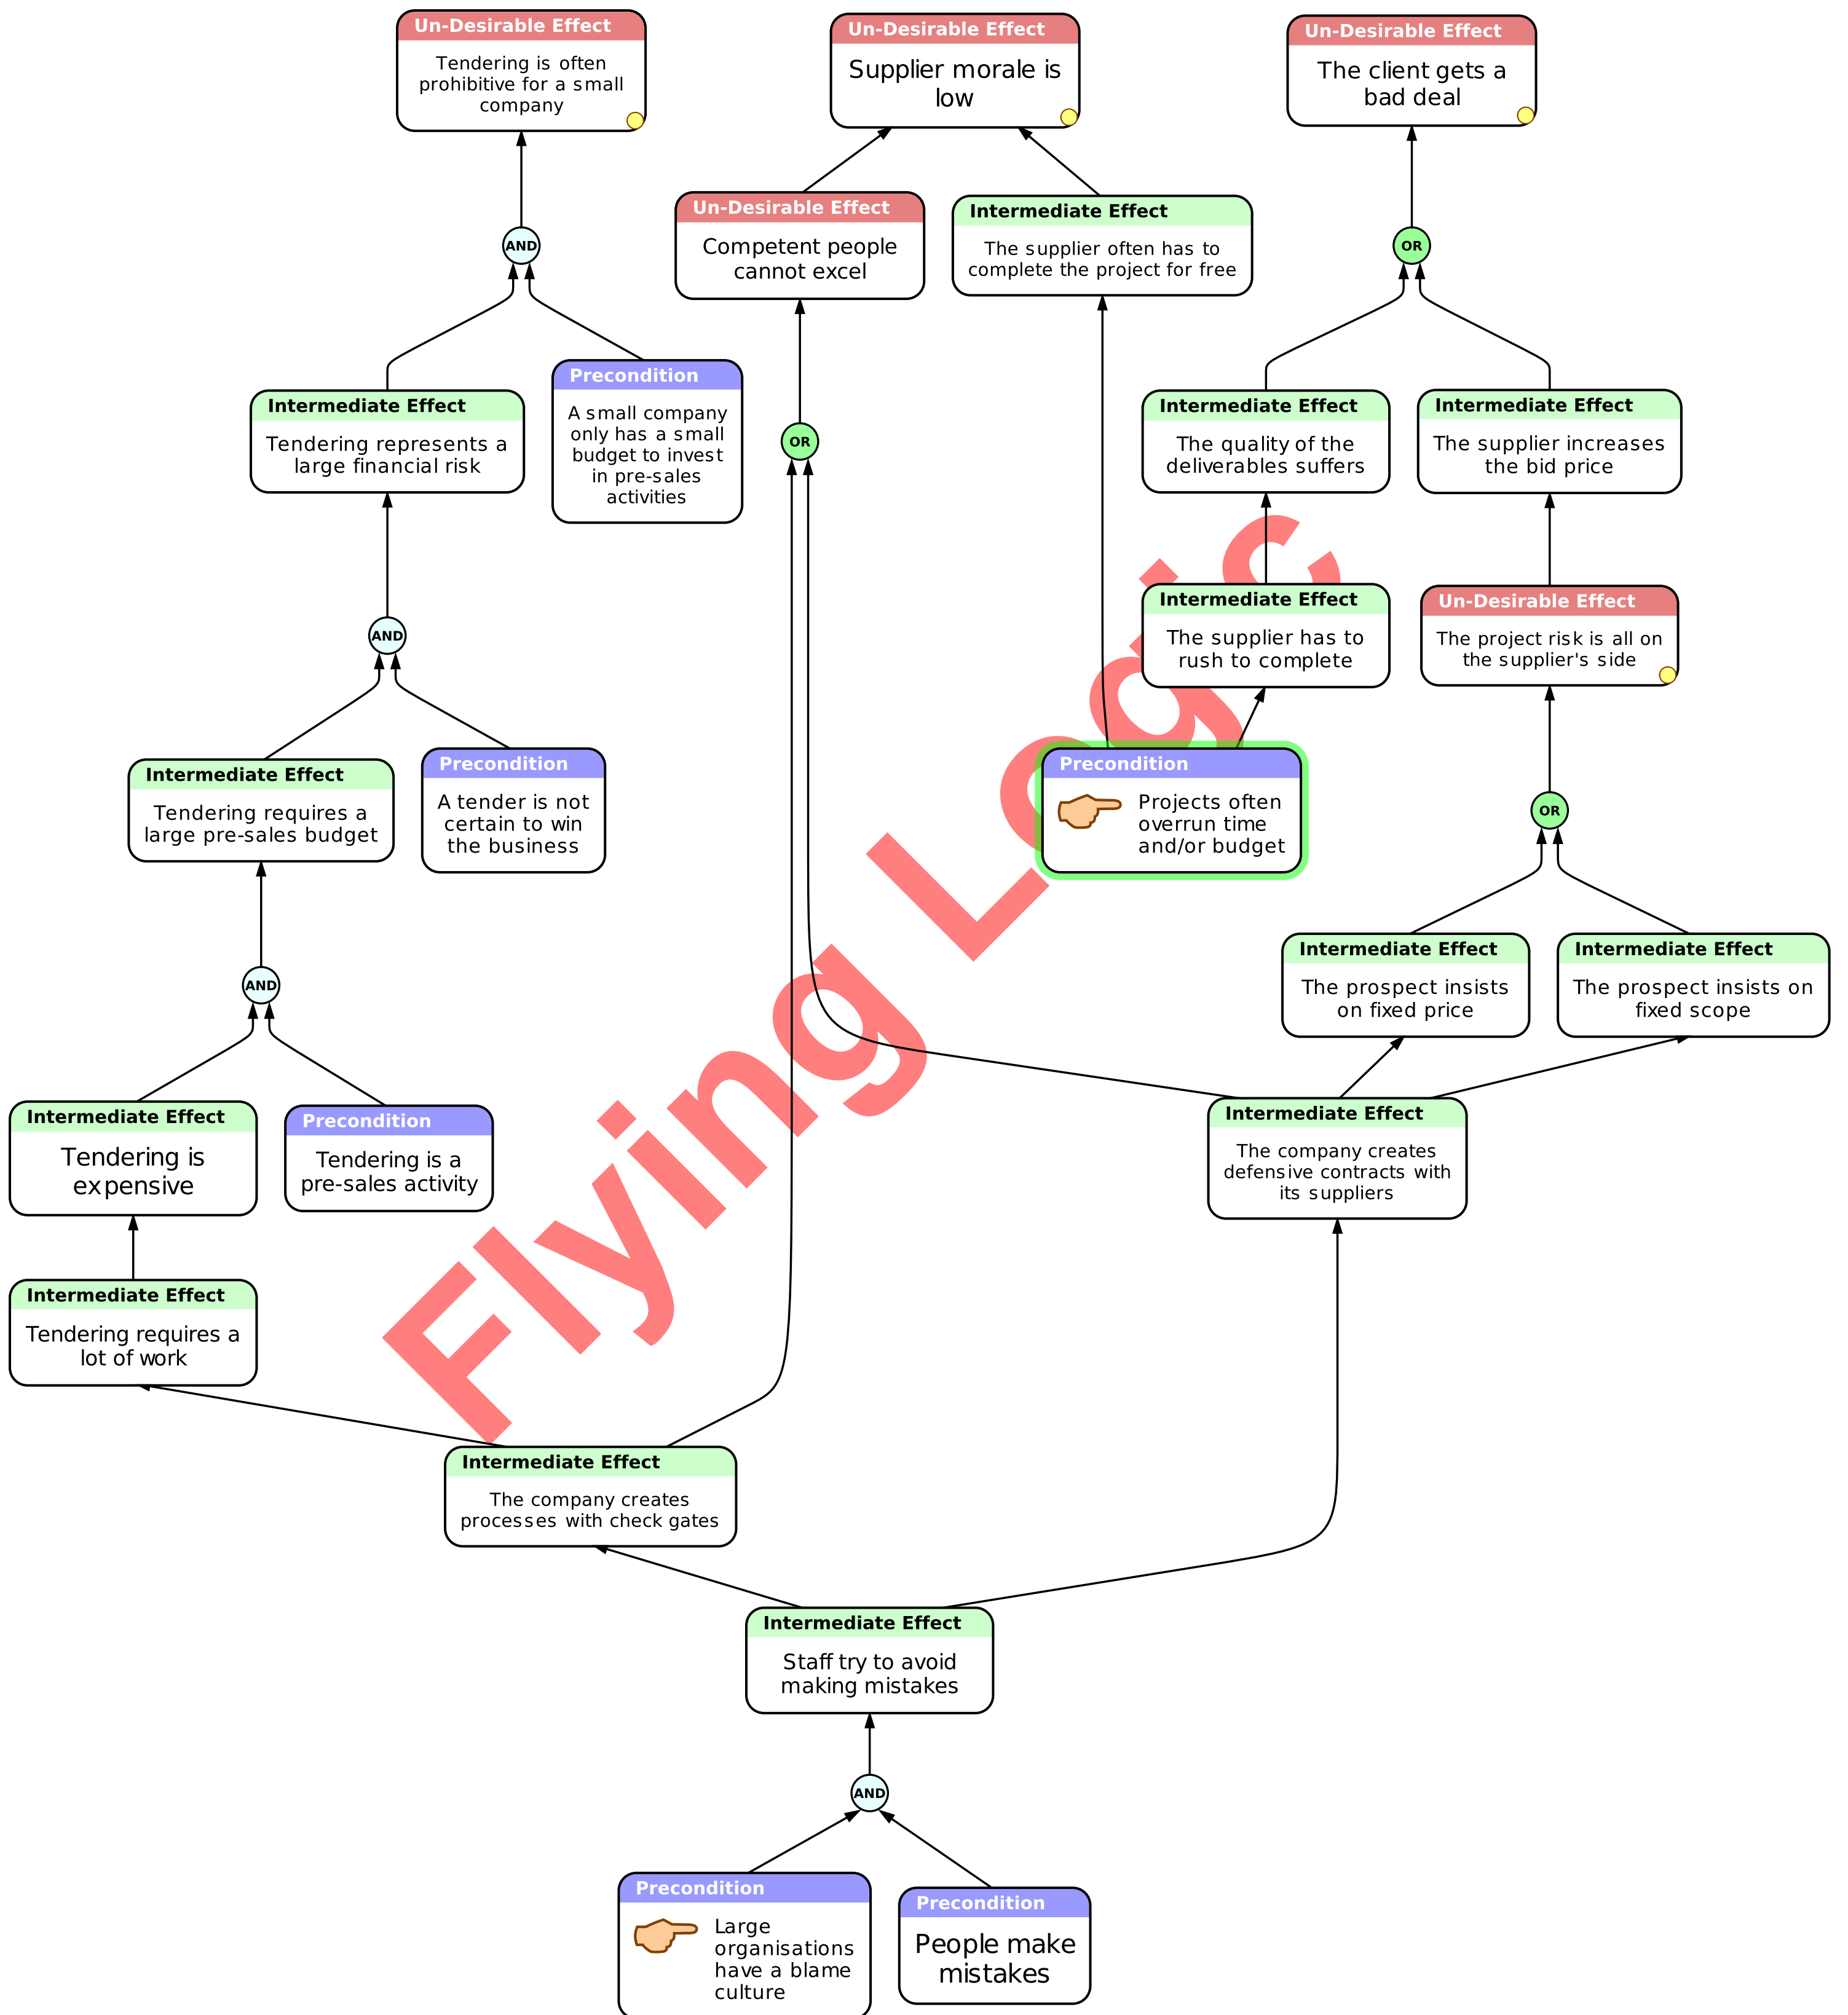 Un-Desirable Effect
Tendering is often
prohibitive for a small
company
Un-Desirable Effect
Supplier morale is
low
Un-Desirable Effect
The client gets a
bad deal
Un-Desirable Effect
Competent people
cannot excel
Intermediate Effect
The supplier often has to
complete the project for free
AND
OR
Precondition
A small company
only has a small
budget to invest
in pre-sales
activities
Intermediate Effect
Tendering represents a
large financial risk
Intermediate Effect
The quality of the
deliverables suffers
Intermediate Effect
The supplier increases
the bid price
OR
Intermediate Effect
The supplier has to
rush to complete
Un-Desirable Effect
The project risk is all on
the supplier's side
AND
Intermediate Effect
Tendering requires a
large pre-sales budget
Precondition
A tender is not
certain to win
the business
Precondition
Projects often
overrun time
and/or budget
OR
Intermediate Effect
The prospect insists
on fixed price
Intermediate Effect
The prospect insists on
fixed scope
AND
Flying Logic
Intermediate Effect
Tendering is
expensive
Precondition
Tendering is a
pre-sales activity
Intermediate Effect
The company creates
defensive contracts with
its suppliers
Intermediate Effect
Tendering requires a
lot of work
Intermediate Effect
The company creates
processes with check gates
Intermediate Effect
Staff try to avoid
making mistakes
AND
Precondition
Large
organisations
have a blame
culture
Precondition
People make
mistakes